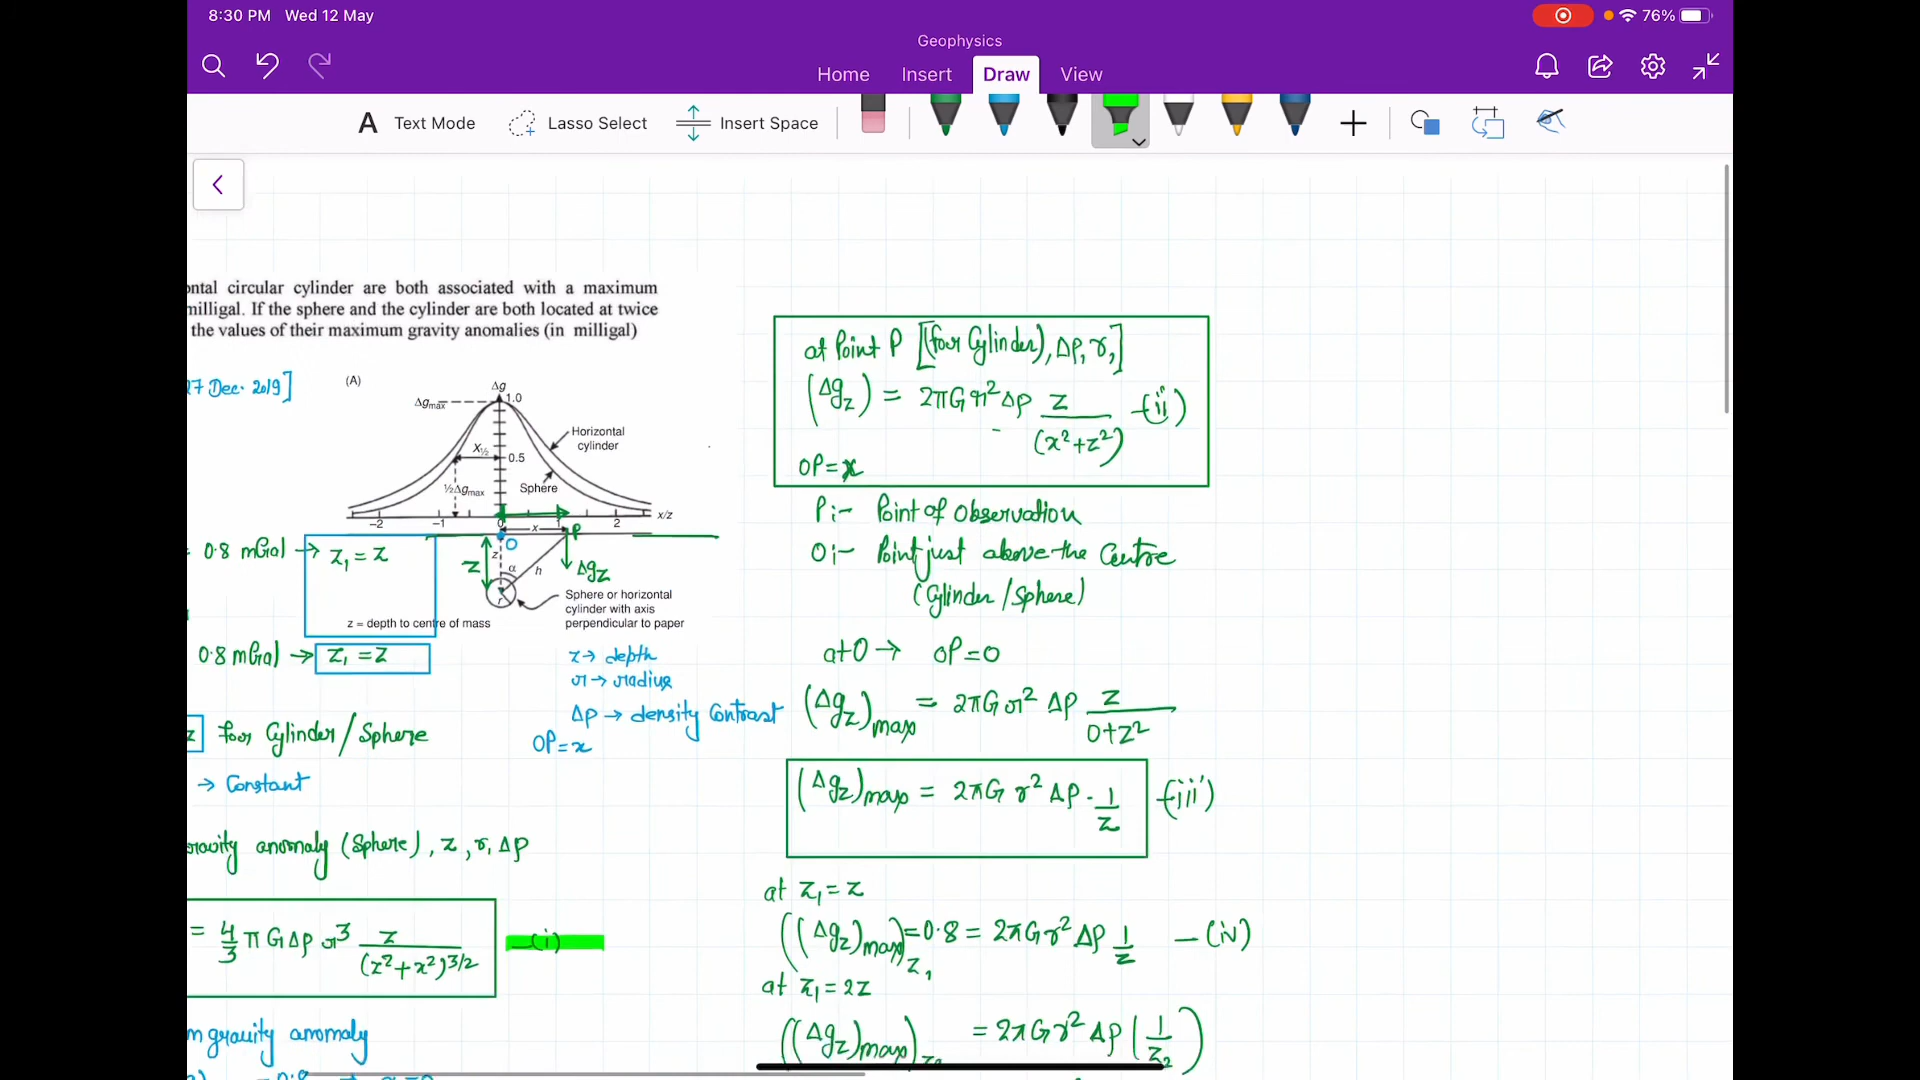 8:30 PM Wed 12 May
76%
Geophysics
Home Insert Draw View
A Text Mode Lasso Select Insert Space
ontal circular cylinder are both associated with a maximum
milligal. If the sphere and the cylinder are both located at twice
the values of their maximum gravity anomalies (in milligal)
27 Dec. 2019]
(A)
Δg
Δgmax
1.0
Horizontal
cylinder
X½
0.5
½Δgmax
Sphere
-2 -1 0 1 2 x/z
x
P
O
z
z
α
h
Δgz
r
Sphere or horizontal
cylinder with axis
perpendicular to paper
z = depth to centre of mass
= 0.8 mGal → z₁ = z
0.8 mGal → z₁ = z
z → depth
r → radius
Δρ → density Contrast
OP = x
z for Cylinder/Sphere
→ Constant
gravity anomaly (Sphere), z, r, Δρ
= 4/3 π G Δρ r³ z/(z²+x²)^3/2 —(i)
m gravity anomaly
at Point P [(for Cylinder), Δρ, r,]
(Δgz) = 2πG r² Δρ z/(x²+z²) —(ii)
OP = x
P:- Point of Observation
O:- Point just above the Centre
(Cylinder/Sphere)
at O → OP = 0
(Δgz)max = 2πG r² Δρ z/(0+z²)
(Δgz)max = 2πG r² Δρ · 1/z —(iii)
at z₁ = z
((Δgz)max)z₁ = 0.8 = 2πG r² Δρ 1/z —(iv)
at z₁ = 2z
((Δgz)max)z₂ = 2πG r² Δρ (1/z₂)